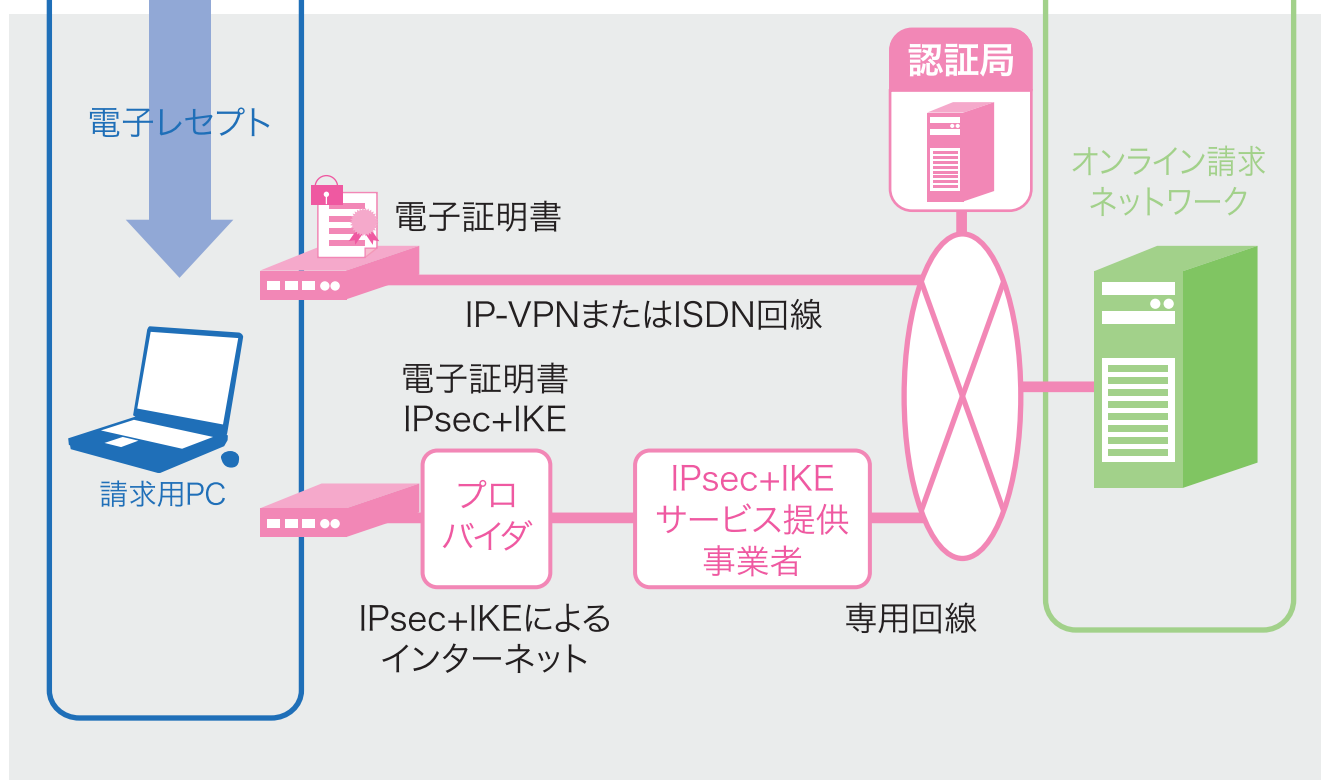 認証局
電子レセプト
オンライン請求
ネットワーク
電子証明書
IP-VPNまたはISDN回線
電子証明書
IPsec+IKE
請求用PC
プロ
バイダ
IPsec+IKE
サービス提供
事業者
IPsec+IKEによる
インターネット
専用回線